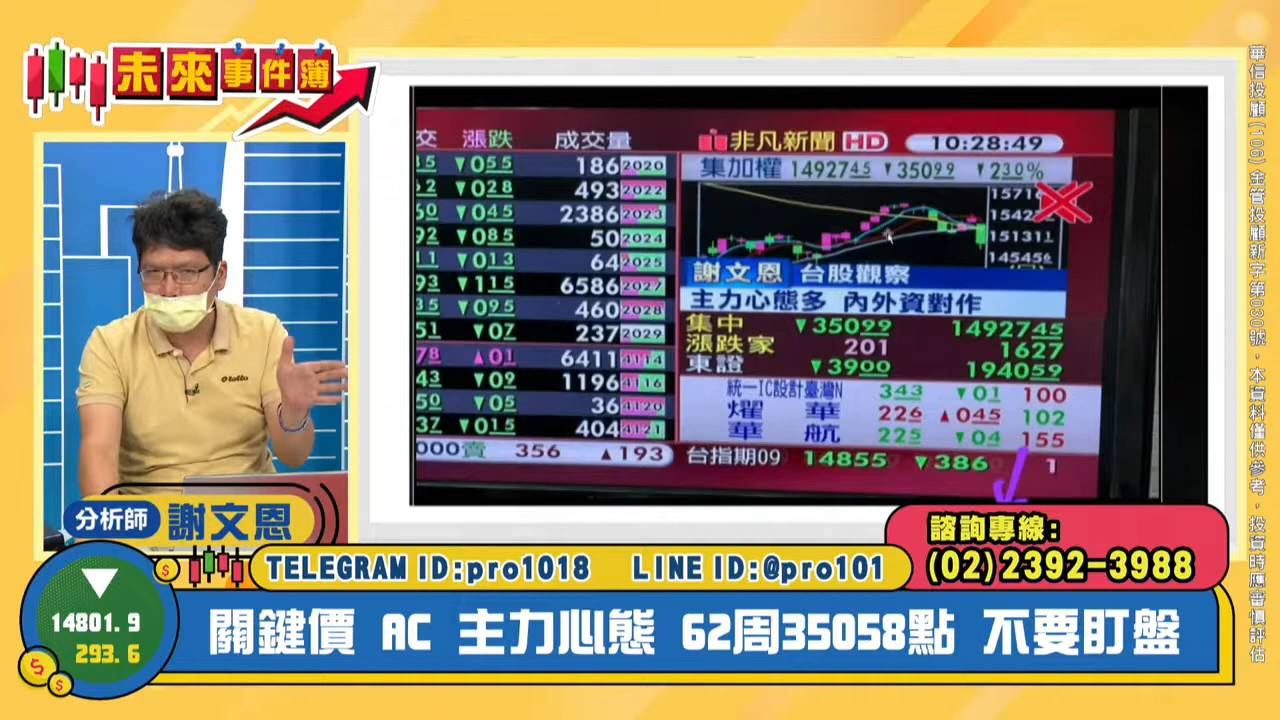 未來事件簿
華信投顧(106)金管投顧新字第030號,本資料僅供參考,投資時應審慎評估
交 漲跌 成交量
▼055 186 2020
▼028 493 2022
▼045 2386 2023
▼085 50 2024
▼013 64 2025
▼115 6586 2027
▼095 460 2028
▼07 237 2029
▲01 6411 4114
▼09 1196 4116
▼05 36 4120
▼015 404 4121
000賣 356 ▲193
非凡新聞 HD 10:28:49
集加權 1492745 ▼35099 ▼230%
151311
145456
謝文恩 台股觀察
主力心態多 內外資對作
集中 ▼35099 1492745
漲跌家 201 1627
東證 ▼3900 194059
統一IC設計臺灣N 343 ▼01 100
燿華 226 ▲045 102
華航 225 ▼04 155
台指期09 14855 ▼386 1
分析師 謝文恩
諮詢專線:
(02)2392-3988
TELEGRAM ID:pro1018 LINE ID:@pro101
▼
14801.9
293.6
關鍵價 AC 主力心態 62周35058點 不要盯盤